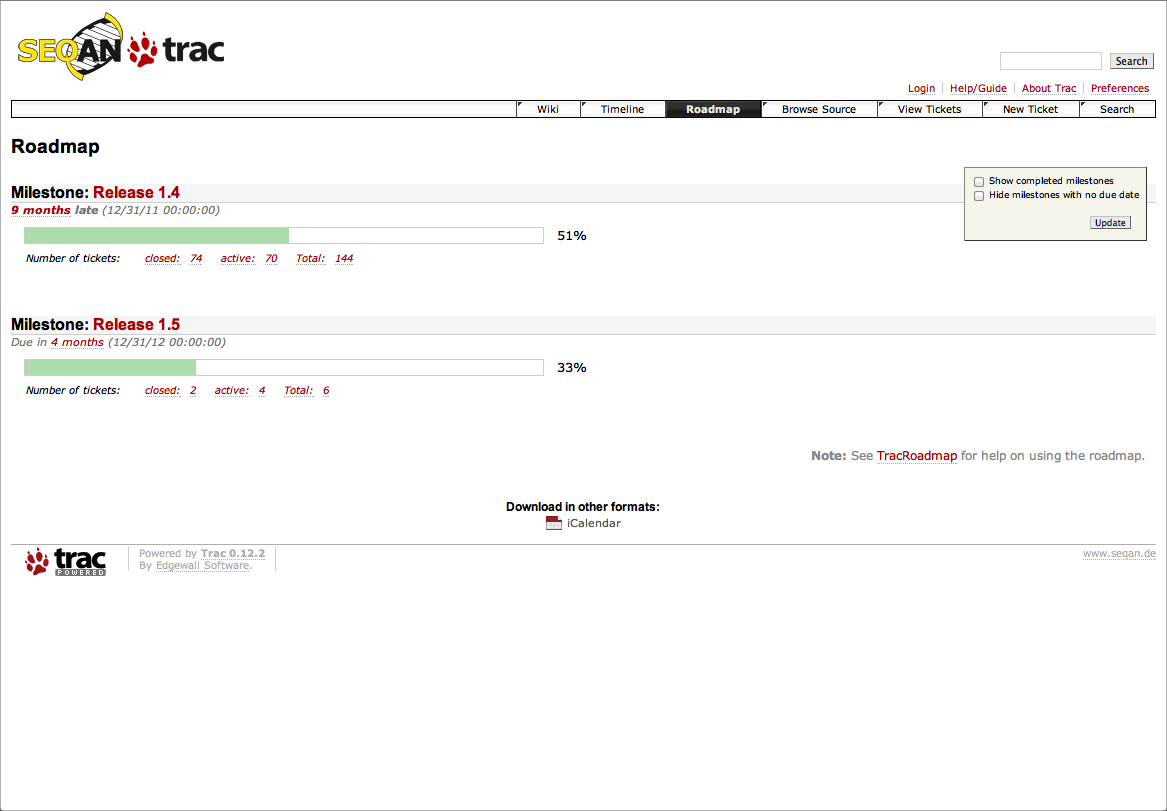 SEQAN trac
Search
Login Help/Guide About Trac Preferences
Wiki Timeline Roadmap Browse Source View Tickets New Ticket Search
Roadmap
Show completed milestones
Hide milestones with no due date
Update
Milestone: Release 1.4
9 months late (12/31/11 00:00:00)
51%
Number of tickets: closed: 74 active: 70 Total: 144
Milestone: Release 1.5
Due in 4 months (12/31/12 00:00:00)
33%
Number of tickets: closed: 2 active: 4 Total: 6
Note: See TracRoadmap for help on using the roadmap.
Download in other formats:
iCalendar
trac POWERED
Powered by Trac 0.12.2
By Edgewall Software.
www.seqan.de